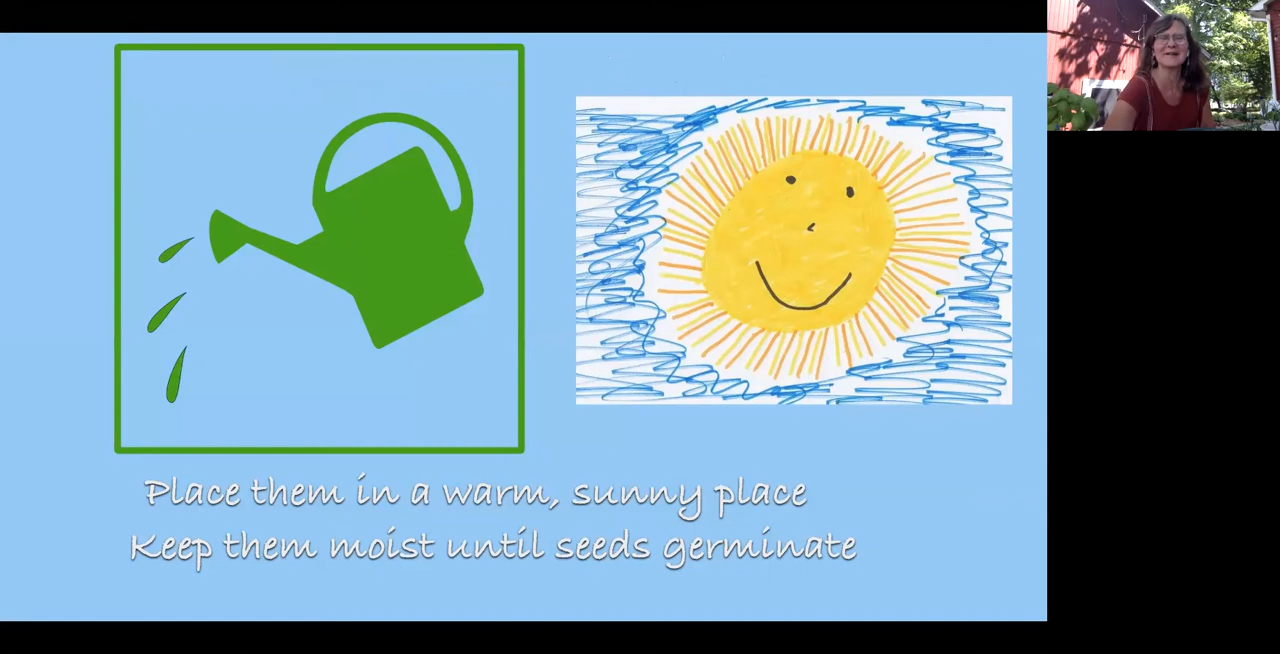 Place them in a warm, sunny place
Keep them moist until seeds germinate